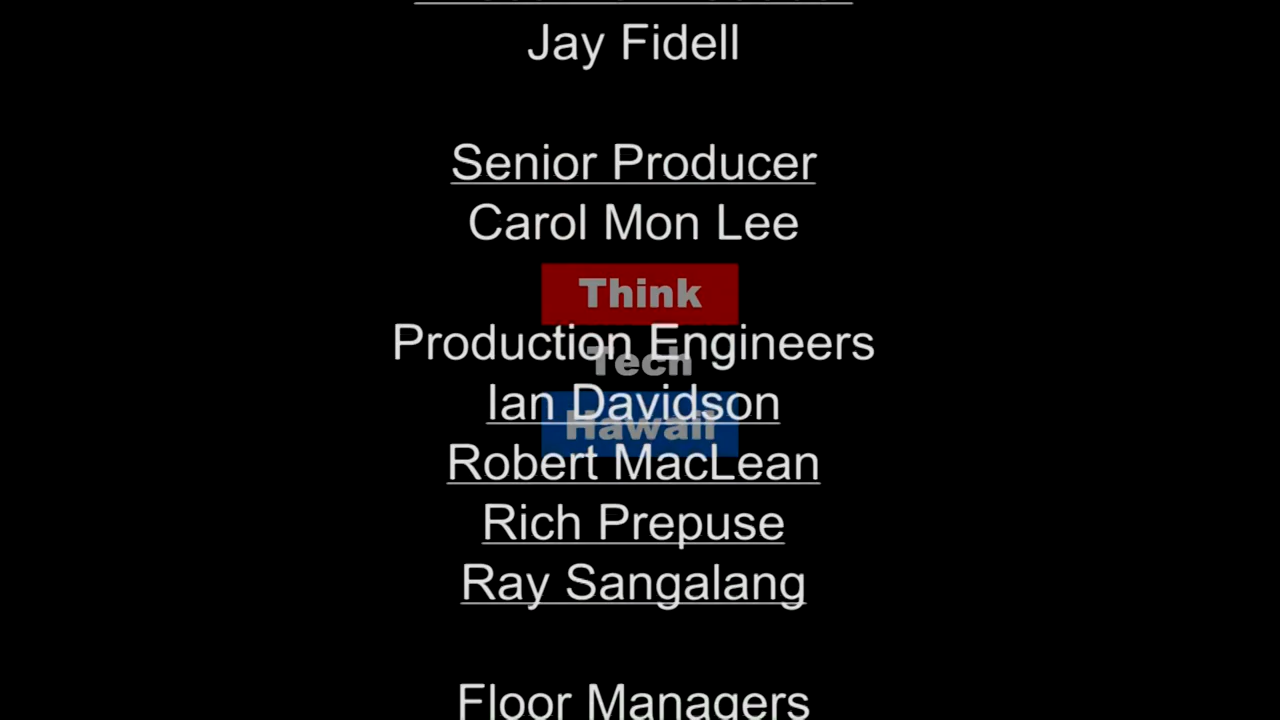 Jay Fidell
Senior Producer
Carol Mon Lee
Think
Production Engineers
Tech
Ian Davidson
Hawaii
Robert MacLean
Rich Prepuse
Ray Sangalang
Floor Managers